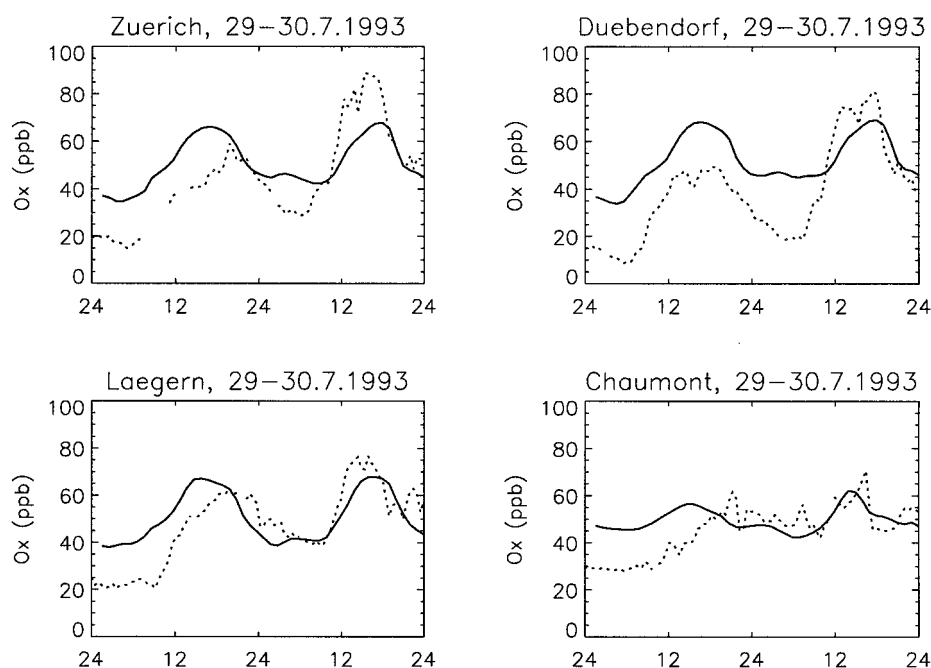 Zuerich, 29-30.7.1993
Ox (ppb)
100
80
60
40
20
0
24 12 24 12 24
Duebendorf, 29-30.7.1993
Ox (ppb)
100
80
60
40
20
0
24 12 24 12 24
Laegern, 29-30.7.1993
Ox (ppb)
100
80
60
40
20
0
24 12 24 12 24
Chaumont, 29-30.7.1993
Ox (ppb)
100
80
60
40
20
0
24 12 24 12 24